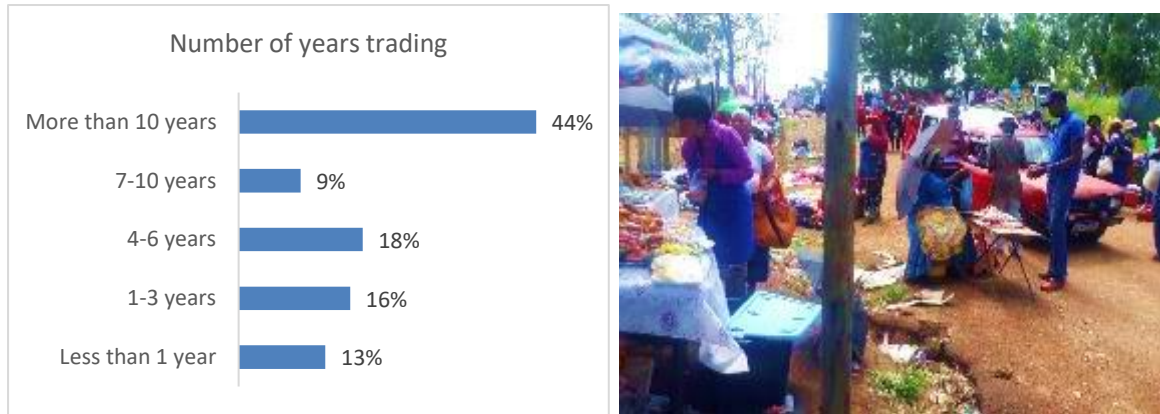 Number of years trading
More than 10 years 44%
7-10 years 9%
4-6 years 18%
1-3 years 16%
Less than 1 year 13%